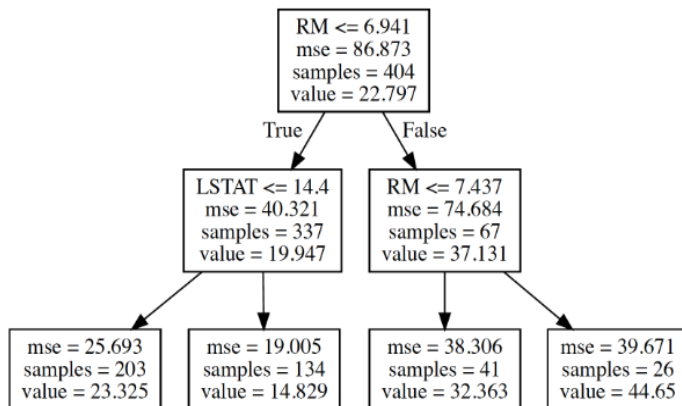 RM <= 6.941
mse = 86.873
samples = 404
value = 22.797
True
False
LSTAT <= 14.4
mse = 40.321
samples = 337
value = 19.947
RM <= 7.437
mse = 74.684
samples = 67
value = 37.131
mse = 25.693
samples = 203
value = 23.325
mse = 19.005
samples = 134
value = 14.829
mse = 38.306
samples = 41
value = 32.363
mse = 39.671
samples = 26
value = 44.65